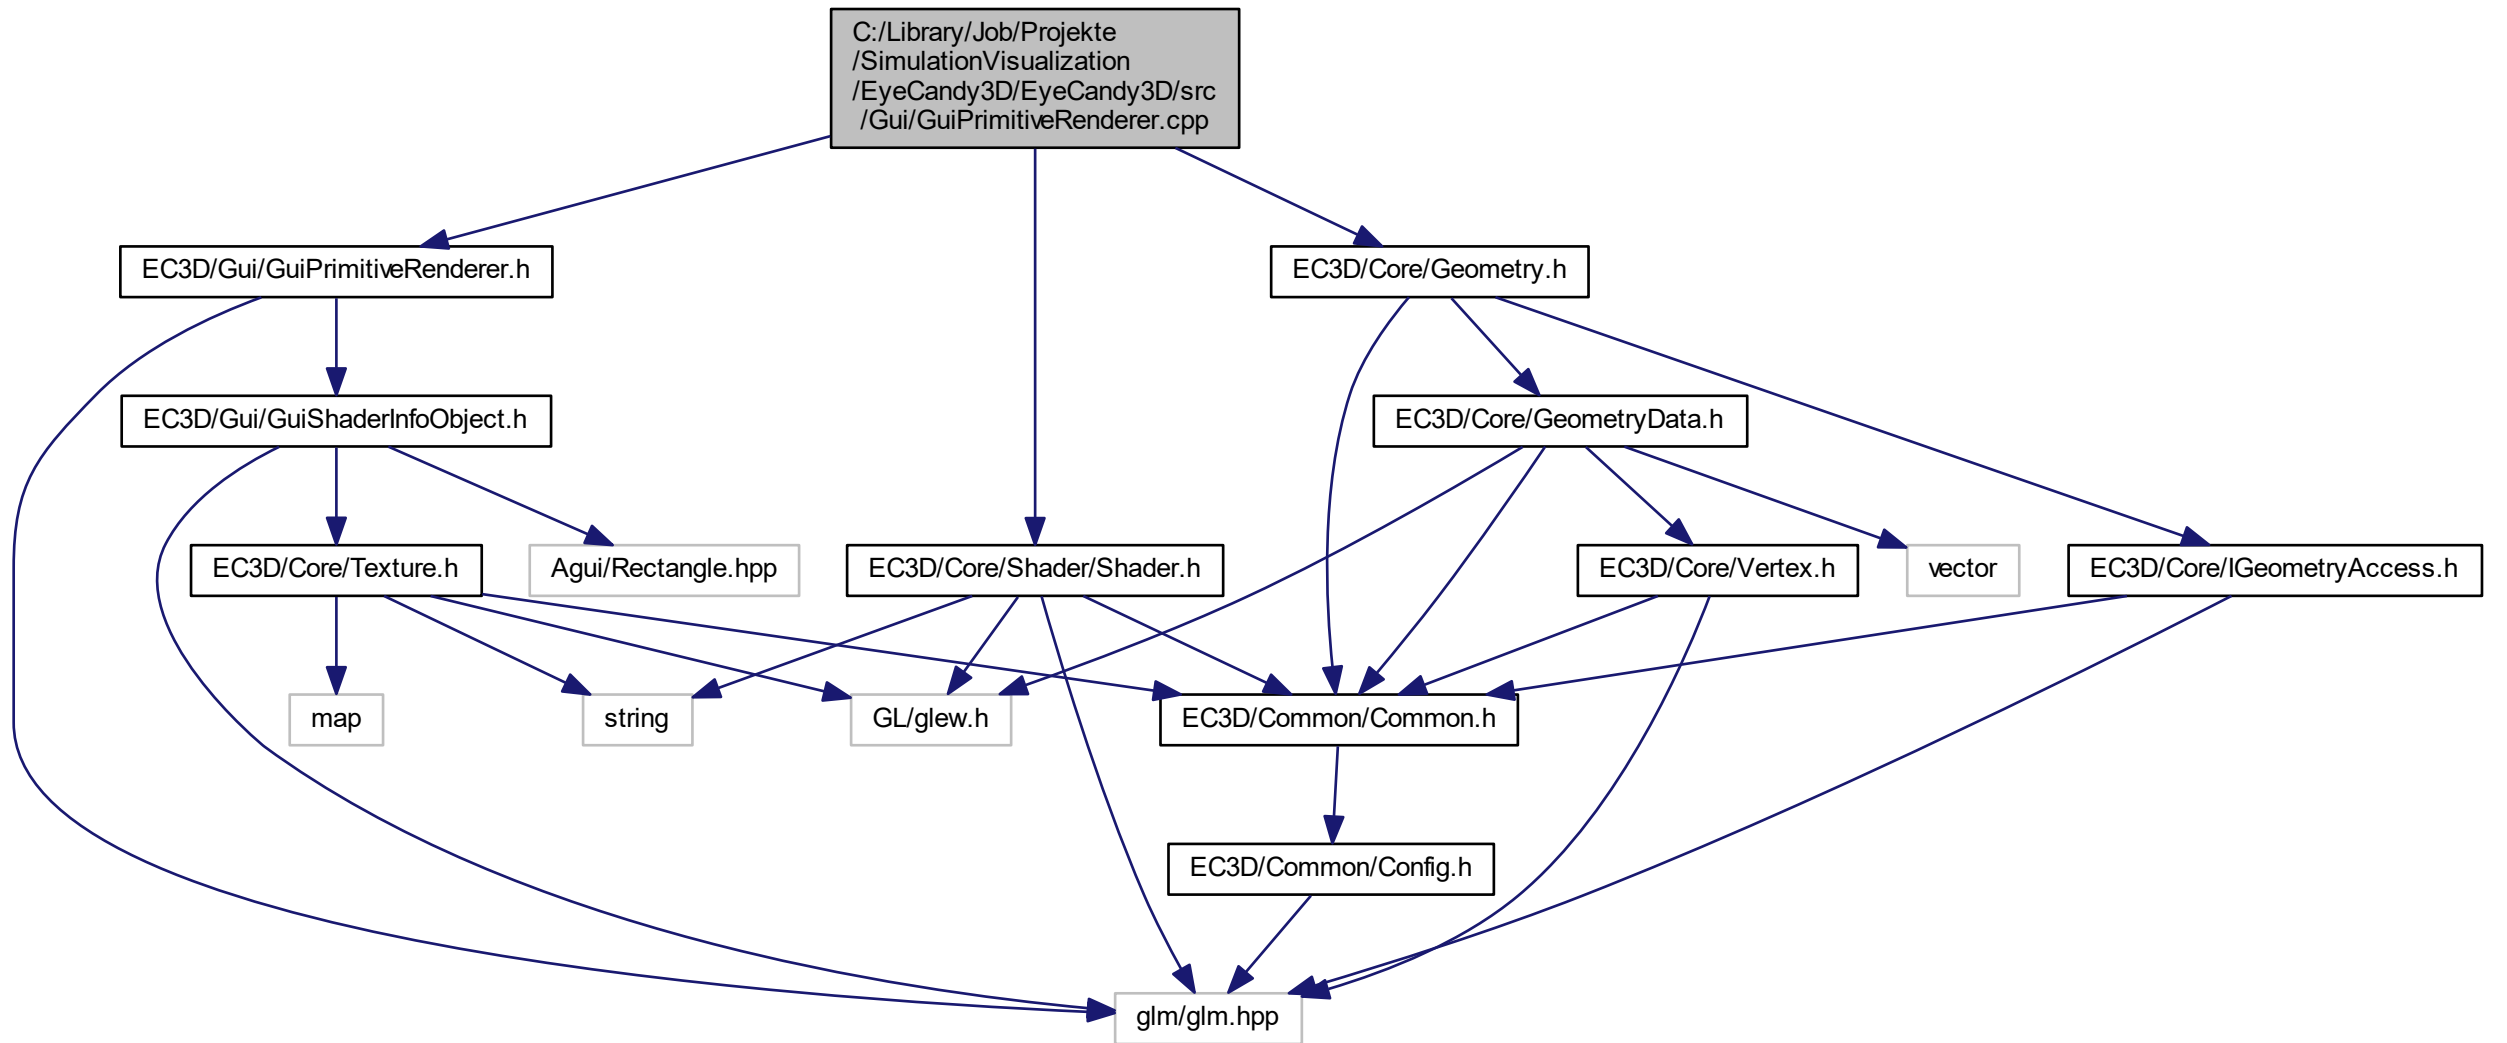 C:/Library/Job/Projekte
/SimulationVisualization
/EyeCandy3D/EyeCandy3D/src
/Gui/GuiPrimitiveRenderer.cpp
EC3D/Gui/GuiPrimitiveRenderer.h
EC3D/Core/Geometry.h
EC3D/Gui/GuiShaderInfoObject.h
EC3D/Core/GeometryData.h
EC3D/Core/Texture.h
Agui/Rectangle.hpp
EC3D/Core/Shader/Shader.h
EC3D/Core/Vertex.h
vector
EC3D/Core/IGeometryAccess.h
map
string
GL/glew.h
EC3D/Common/Common.h
EC3D/Common/Config.h
glm/glm.hpp